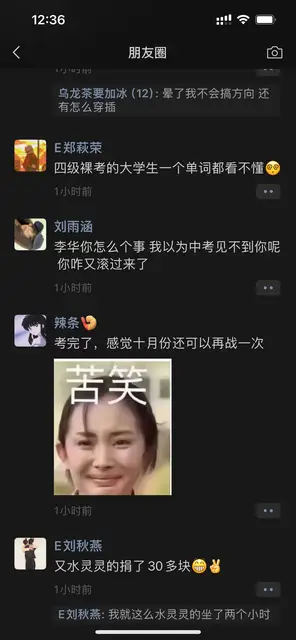 12:36
朋友圈
1小时前
乌龙茶要加冰 (12): 晕了我不会搞方向 还
有怎么穿插
E郑萩荣
四级裸考的大学生一个单词都看不懂
1小时前
刘雨涵
李华你怎么个事 我以为中考见不到你呢
你咋又滚过来了
1小时前
辣条
考完了，感觉十月份还可以再战一次
苦笑
1小时前
E刘秋燕
又水灵灵的捐了30多块
1小时前
E刘秋燕: 我就这么水灵灵的坐了两个小时